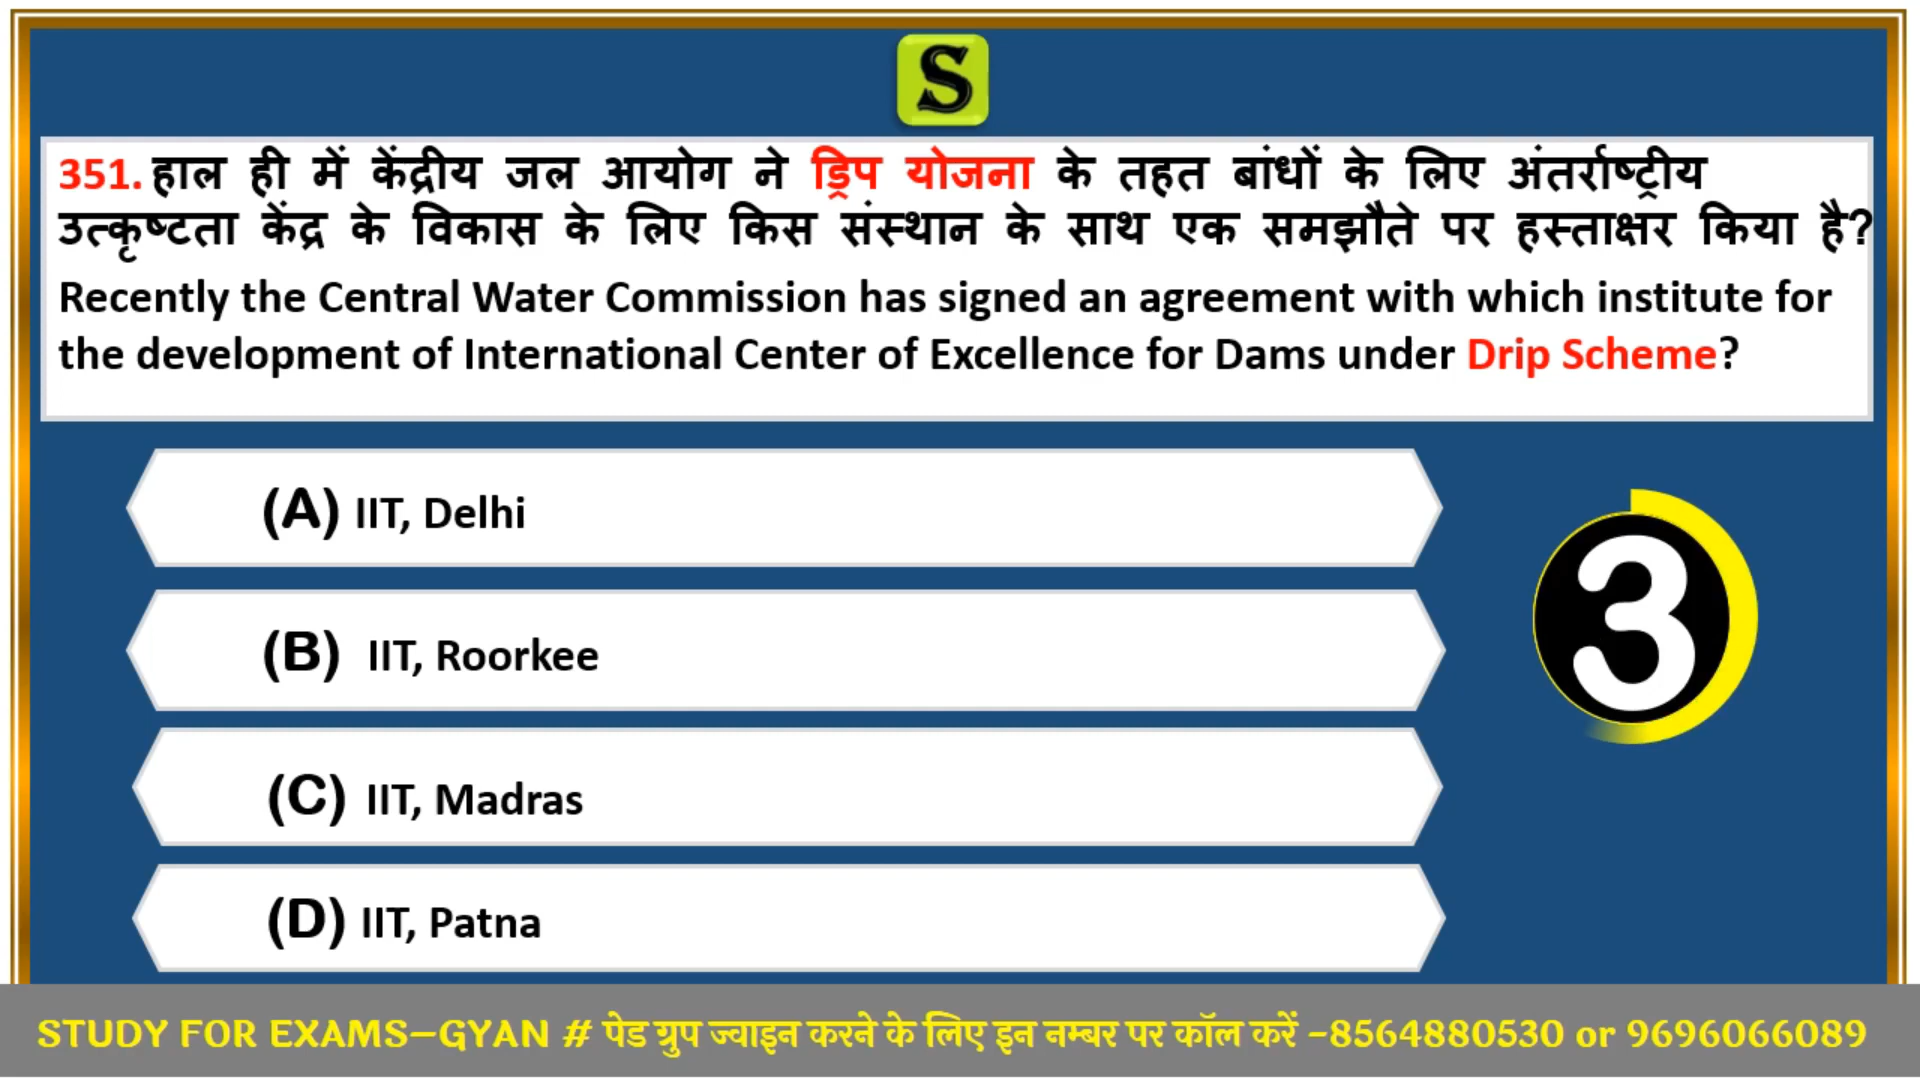 S
351. हाल ही में केंद्रीय जल आयोग ने ड्रिप योजना के तहत बांधों के लिए अंतर्राष्ट्रीय
उत्कृष्टता केंद्र के विकास के लिए किस संस्थान के साथ एक समझौते पर हस्ताक्षर किया है?
Recently the Central Water Commission has signed an agreement with which institute for
the development of International Center of Excellence for Dams under Drip Scheme?
(A) IIT, Delhi
(B) IIT, Roorkee
3
(C) IIT, Madras
(D) IIT, Patna
STUDY FOR EXAMS–GYAN # पेड ग्रुप ज्वाइन करने के लिए इन नम्बर पर कॉल करें -8564880530 or 9696066089